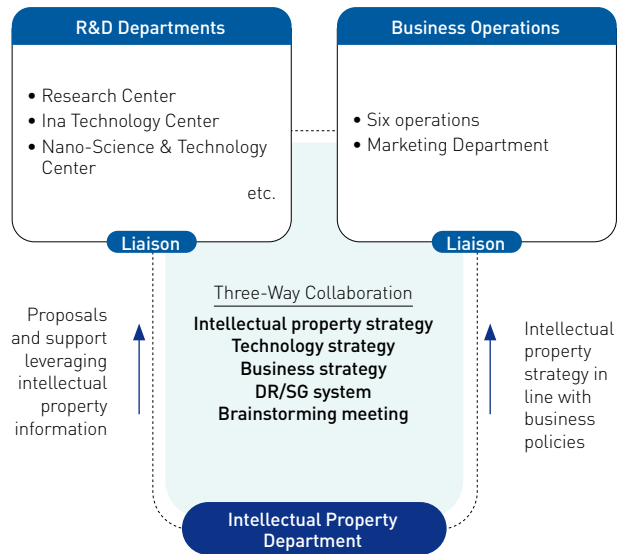 R&D Departments
• Research Center
• Ina Technology Center
• Nano-Science & Technology
Center
etc.
Liaison
Business Operations
• Six operations
• Marketing Department
Liaison
Proposals
and support
leveraging
intellectual
property
information
Three-Way Collaboration
Intellectual property strategy
Technology strategy
Business strategy
DR/SG system
Brainstorming meeting
Intellectual
property
strategy in
line with
business
policies
Intellectual Property
Department